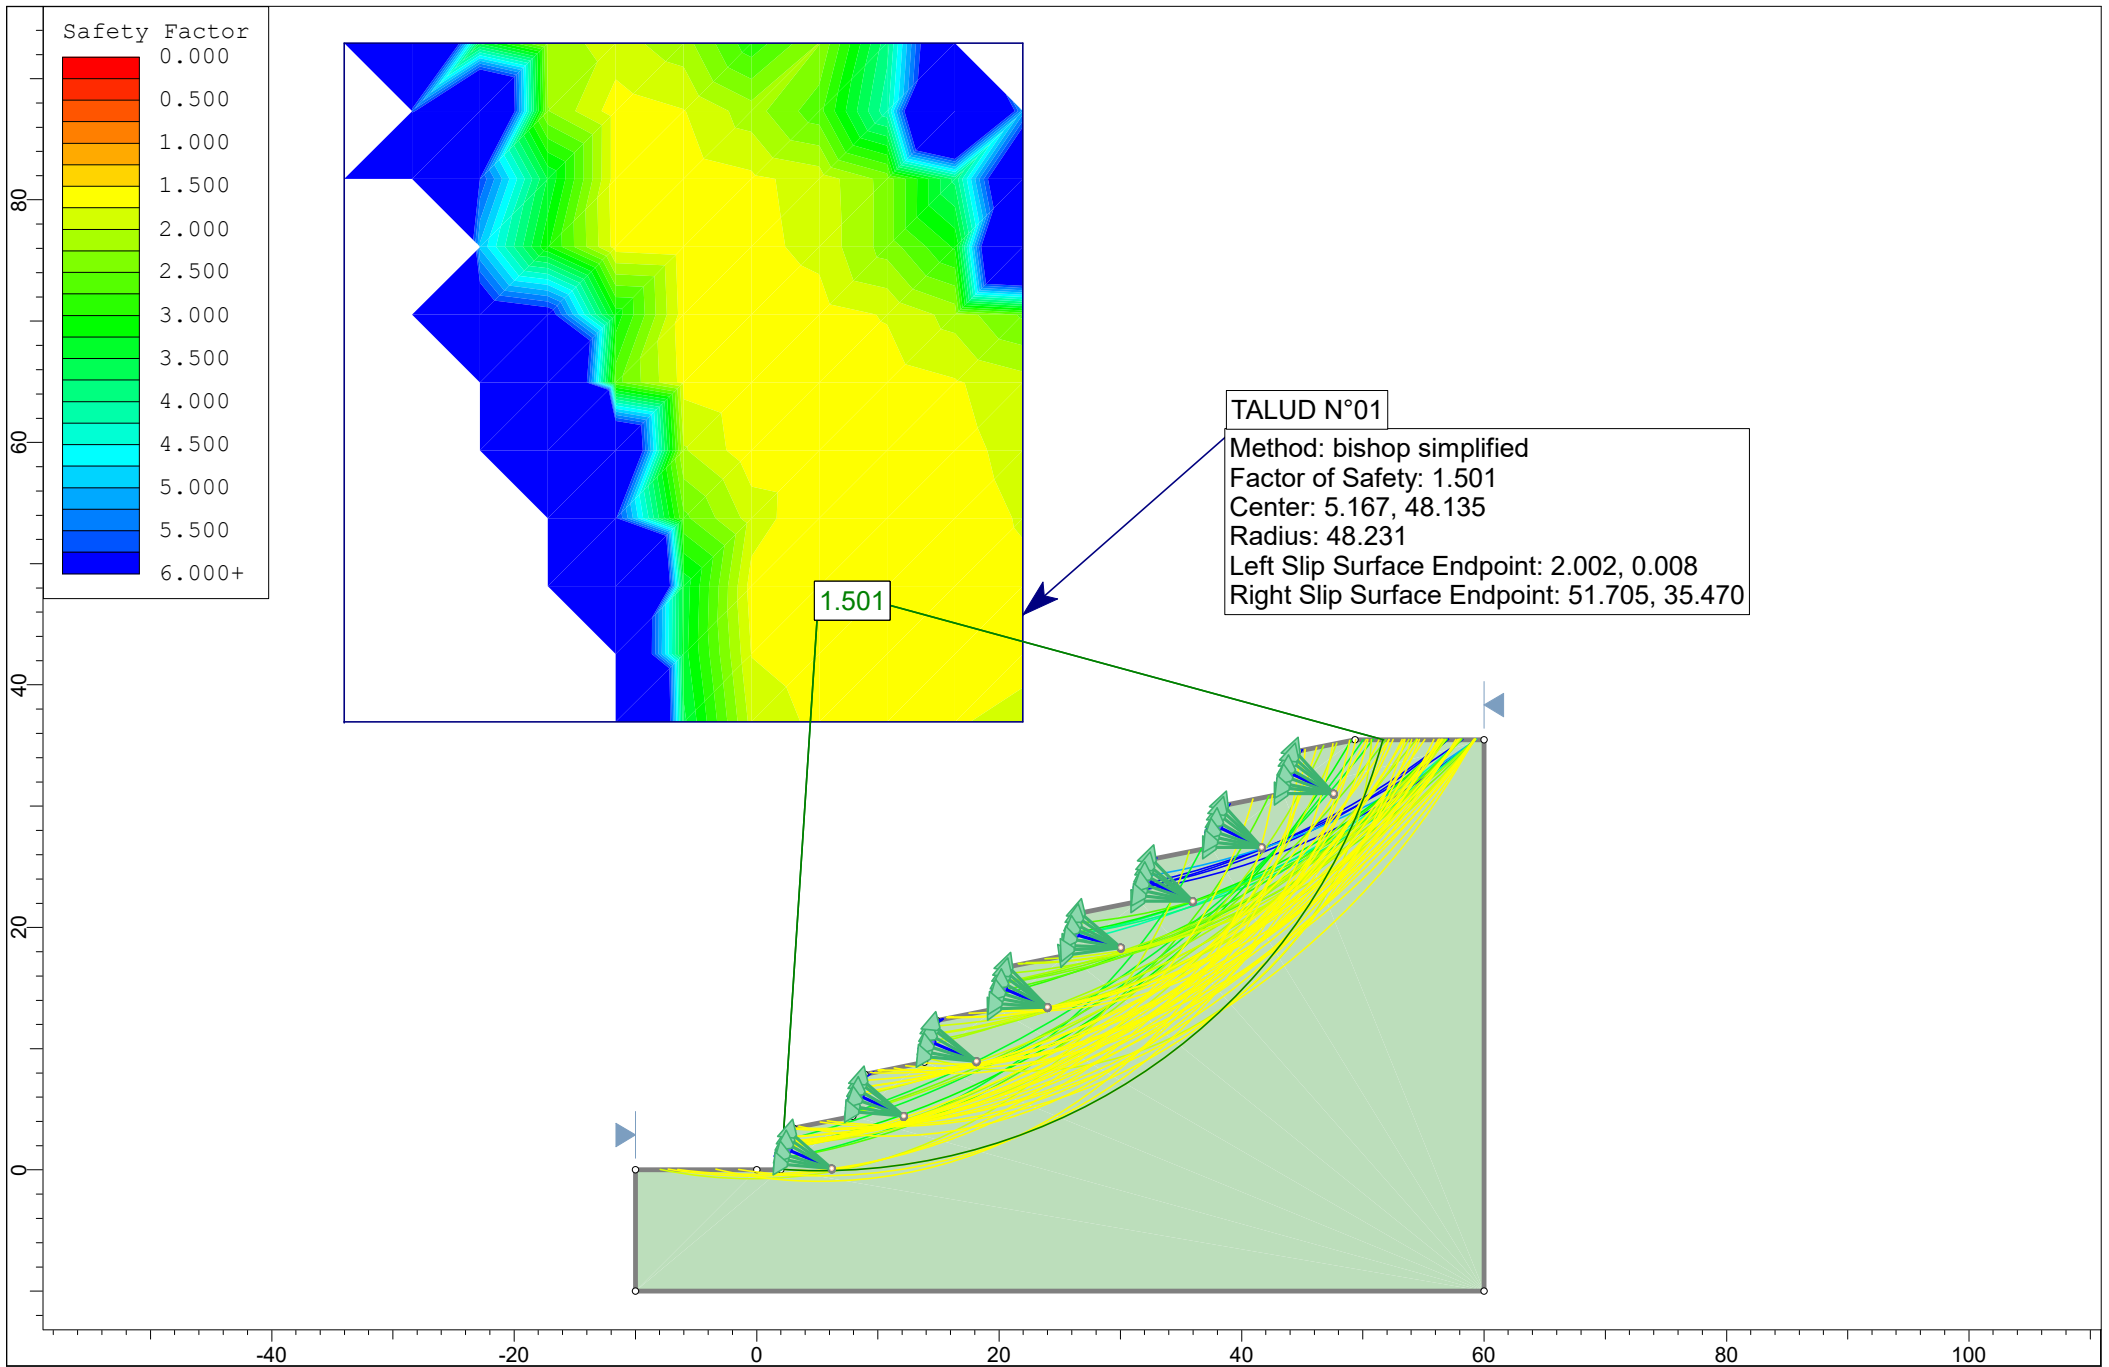 Safety Factor
0.000
0.500
1.000
1.500
2.000
2.500
3.000
3.500
4.000
4.500
5.000
5.500
6.000+
TALUD N°01
Method: bishop simplified
Factor of Safety: 1.501
Center: 5.167, 48.135
Radius: 48.231
Left Slip Surface Endpoint: 2.002, 0.008
Right Slip Surface Endpoint: 51.705, 35.470
1.501
80
60
40
20
0
-40 -20 0 20 40 60 80 100